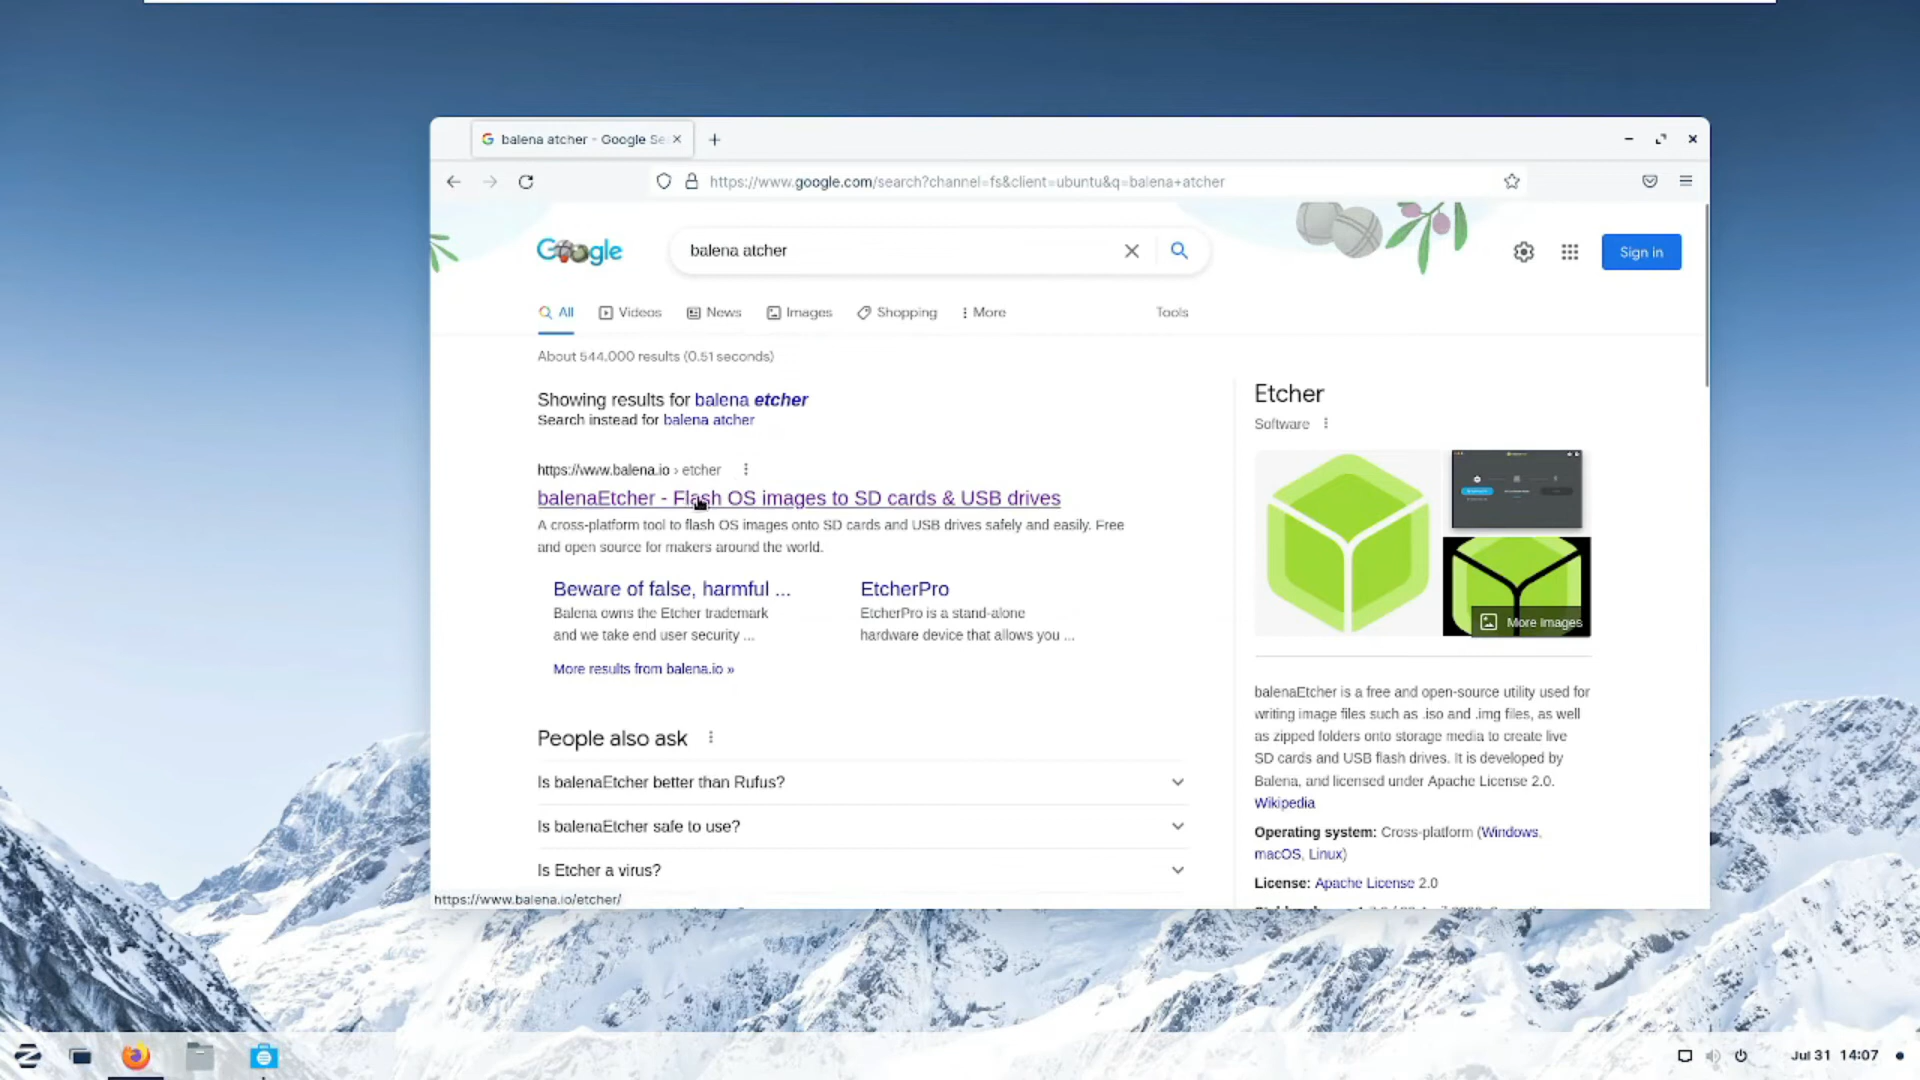 balena atcher - Google Se
https://www.google.com/search?channel=fs&client=ubuntu&q=balena+atcher
Google
balena atcher
Sign in
All
Videos
News
Images
Shopping
More
Tools
About 544,000 results (0.51 seconds)
Showing results for balena etcher
Search instead for balena atcher
https://www.balena.io › etcher
balenaEtcher - Flash OS images to SD cards & USB drives
A cross-platform tool to flash OS images onto SD cards and USB drives safely and easily. Free
and open source for makers around the world.
Beware of false, harmful ...
Balena owns the Etcher trademark
and we take end user security ...
EtcherPro
EtcherPro is a stand-alone
hardware device that allows you ...
More results from balena.io »
People also ask
Is balenaEtcher better than Rufus?
Is balenaEtcher safe to use?
Is Etcher a virus?
https://www.balena.io/etcher/
Etcher
Software
More images
balenaEtcher is a free and open-source utility used for
writing image files such as .iso and .img files, as well
as zipped folders onto storage media to create live
SD cards and USB flash drives. It is developed by
Balena, and licensed under Apache License 2.0.
Wikipedia
Operating system: Cross-platform (Windows,
macOS, Linux)
License: Apache License 2.0
Jul 31 14:07